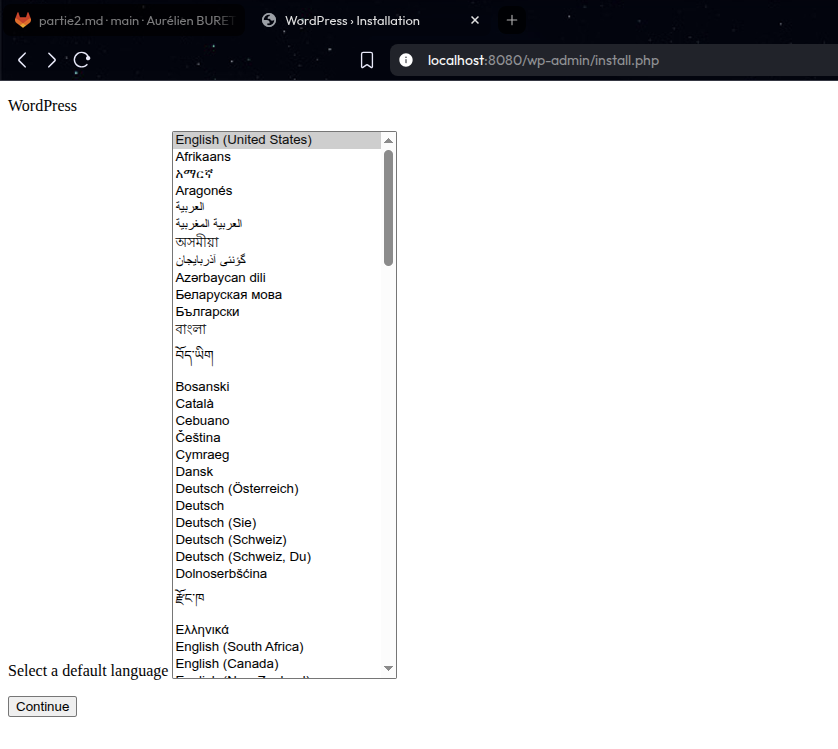 partie2.md · main · Aurélien BURET
WordPress › Installation
localhost:8080/wp-admin/install.php
WordPress
English (United States)
Afrikaans
አማርኛ
Aragonés
العربية
العربية المغربية
অসমীয়া
گؤنئی آذربایجان
Azərbaycan dili
Беларуская мова
Български
বাংলা
བོད་ཡིག
Bosanski
Català
Cebuano
Čeština
Cymraeg
Dansk
Deutsch (Österreich)
Deutsch
Deutsch (Sie)
Deutsch (Schweiz)
Deutsch (Schweiz, Du)
Dolnoserbšćina
རྫོང་ཁ
Ελληνικά
English (South Africa)
English (Canada)
Select a default language
Continue